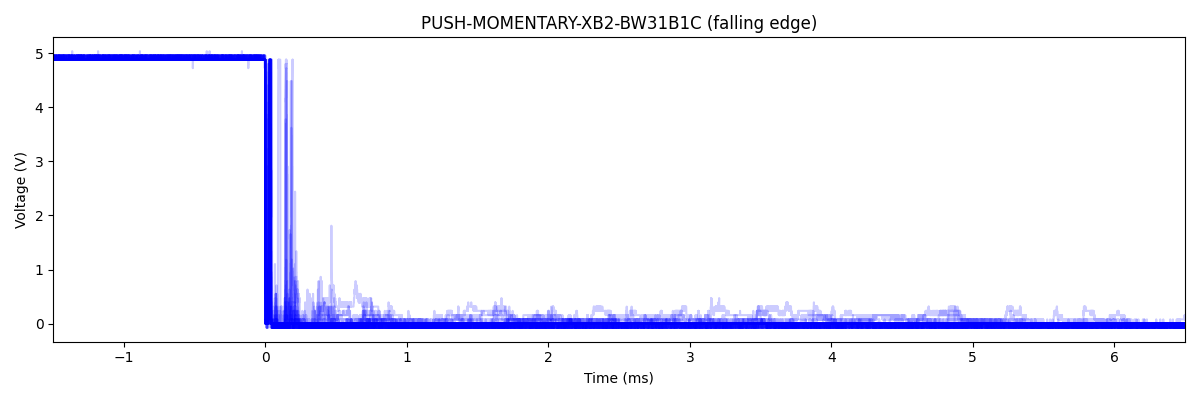 PUSH-MOMENTARY-XB2-BW31B1C (falling edge)
5
4
3
2
1
0
Voltage (V)
−1 0 1 2 3 4 5 6
Time (ms)